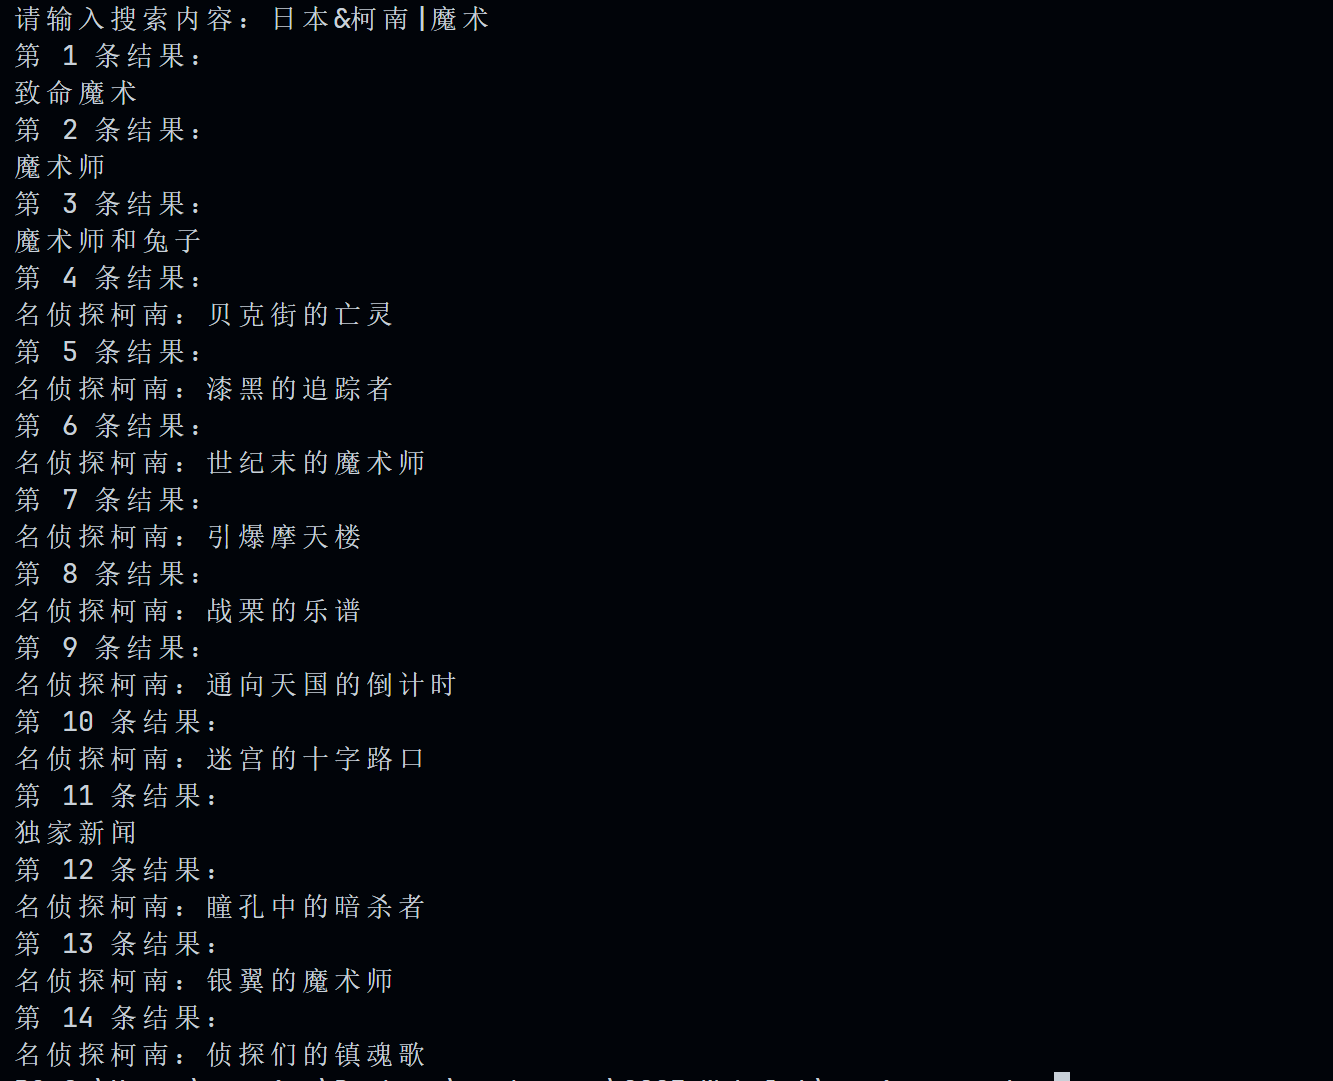 请输入搜索内容：日本&柯南|魔术
第 1 条结果：
致命魔术
第 2 条结果：
魔术师
第 3 条结果：
魔术师和兔子
第 4 条结果：
名侦探柯南：贝克街的亡灵
第 5 条结果：
名侦探柯南：漆黑的追踪者
第 6 条结果：
名侦探柯南：世纪末的魔术师
第 7 条结果：
名侦探柯南：引爆摩天楼
第 8 条结果：
名侦探柯南：战栗的乐谱
第 9 条结果：
名侦探柯南：通向天国的倒计时
第 10 条结果：
名侦探柯南：迷宫的十字路口
第 11 条结果：
独家新闻
第 12 条结果：
名侦探柯南：瞳孔中的暗杀者
第 13 条结果：
名侦探柯南：银翼的魔术师
第 14 条结果：
名侦探柯南：侦探们的镇魂歌